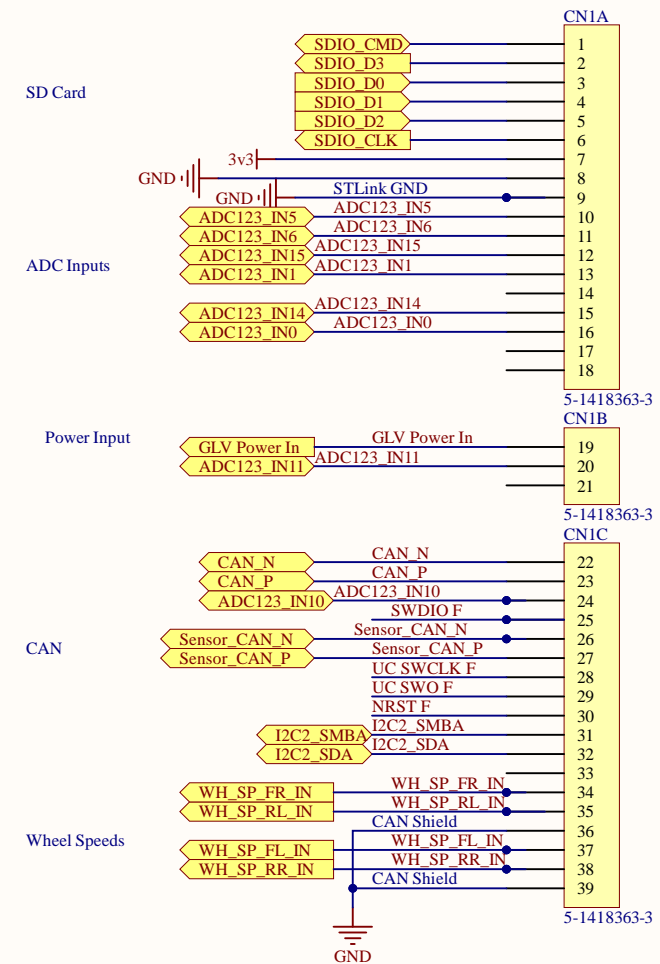 CN1A
SDIO_CMD 1
SDIO_D3 2
SD Card
SDIO_D0 3
SDIO_D1 4
SDIO_D2 5
SDIO_CLK 6
3v3 7
GND 8
GND STLink GND 9
ADC123_IN5 ADC123_IN5 10
ADC123_IN6 ADC123_IN6 11
ADC123_IN15 ADC123_IN15 12
ADC Inputs
ADC123_IN1 ADC123_IN1 13
14
ADC123_IN14 ADC123_IN14 15
ADC123_IN0 ADC123_IN0 16
17
18
5-1418363-3
CN1B
Power Input
GLV Power In GLV Power In 19
ADC123_IN11 ADC123_IN11 20
21
5-1418363-3
CN1C
CAN_N CAN_N 22
CAN_P CAN_P 23
ADC123_IN10 ADC123_IN10 24
SWDIO F 25
Sensor_CAN_N Sensor_CAN_N 26
CAN
Sensor_CAN_P Sensor_CAN_P 27
UC SWCLK F 28
UC SWO F 29
NRST F 30
I2C2_SMBA I2C2_SMBA 31
I2C2_SDA I2C2_SDA 32
33
WH_SP_FR_IN WH_SP_FR_IN 34
WH_SP_RL_IN WH_SP_RL_IN 35
CAN Shield 36
Wheel Speeds
WH_SP_FL_IN WH_SP_FL_IN 37
WH_SP_RR_IN WH_SP_RR_IN 38
CAN Shield 39
5-1418363-3
GND